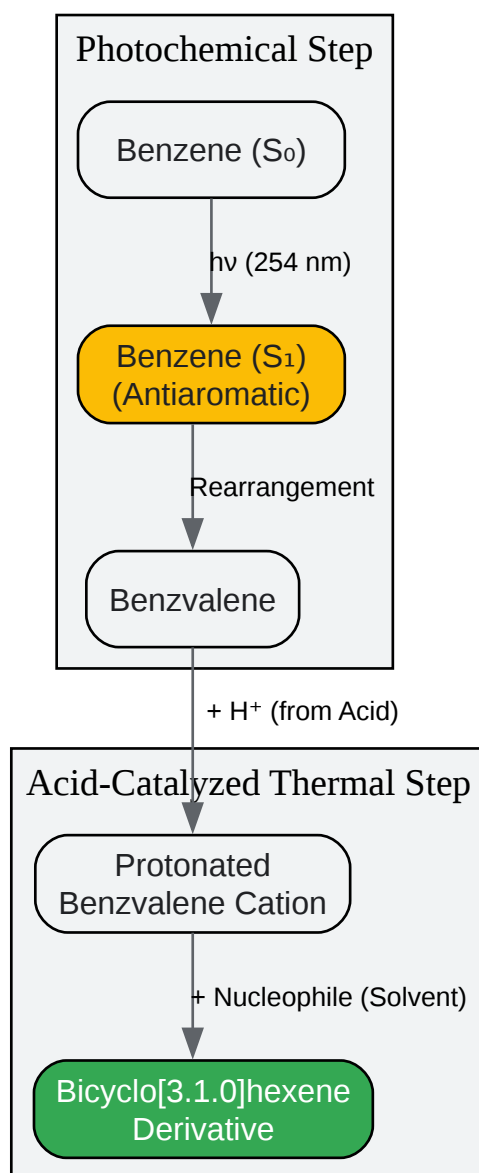 Photochemical Step
Benzene (S₀)
hν (254 nm)
Benzene (S₁)
(Antiaromatic)
Rearrangement
Benzvalene
+ H⁺ (from Acid)
Acid-Catalyzed Thermal Step
Protonated
Benzvalene Cation
+ Nucleophile (Solvent)
Bicyclo[3.1.0]hexene
Derivative